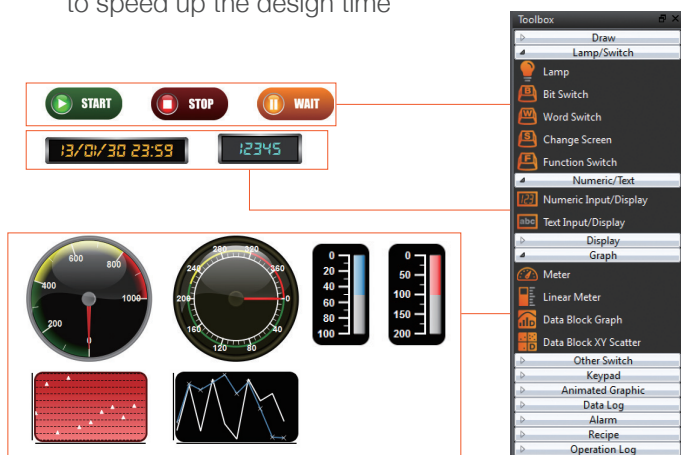 to speed up the design time
START
STOP
WAIT
13/01/30 23:59
12345
0
200
400
600
800
1000
0
40
80
120
160
200
240
280
320
360
0
20
40
60
80
100
0
50
100
150
200
Toolbox
Draw
Lamp/Switch
Lamp
B
Bit Switch
W
Word Switch
S
Change Screen
F
Function Switch
Numeric/Text
123
Numeric Input/Display
abc
Text Input/Display
Display
Graph
Meter
Linear Meter
Data Block Graph
Data Block XY Scatter
Other Switch
Keypad
Animated Graphic
Data Log
Alarm
Recipe
Operation Log